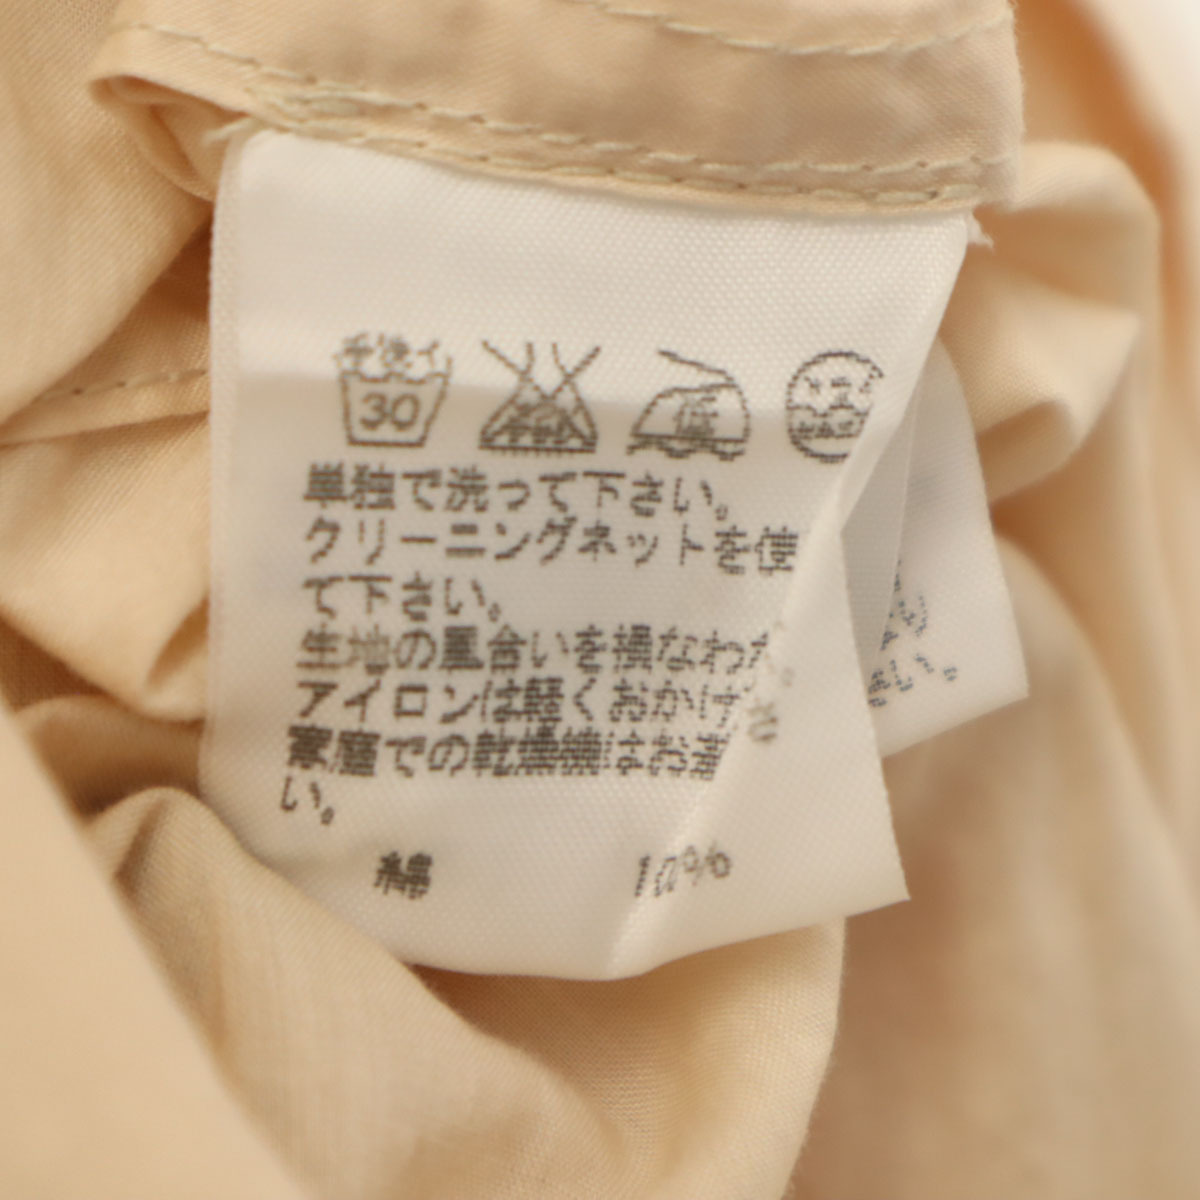 手洗イ
30
低
単独で洗って下さい。
クリーニングネットを使
て下さい。
生地の風合いを損なわ
アイロンは軽くおかけ
家庭での乾燥機はお
い。
綿